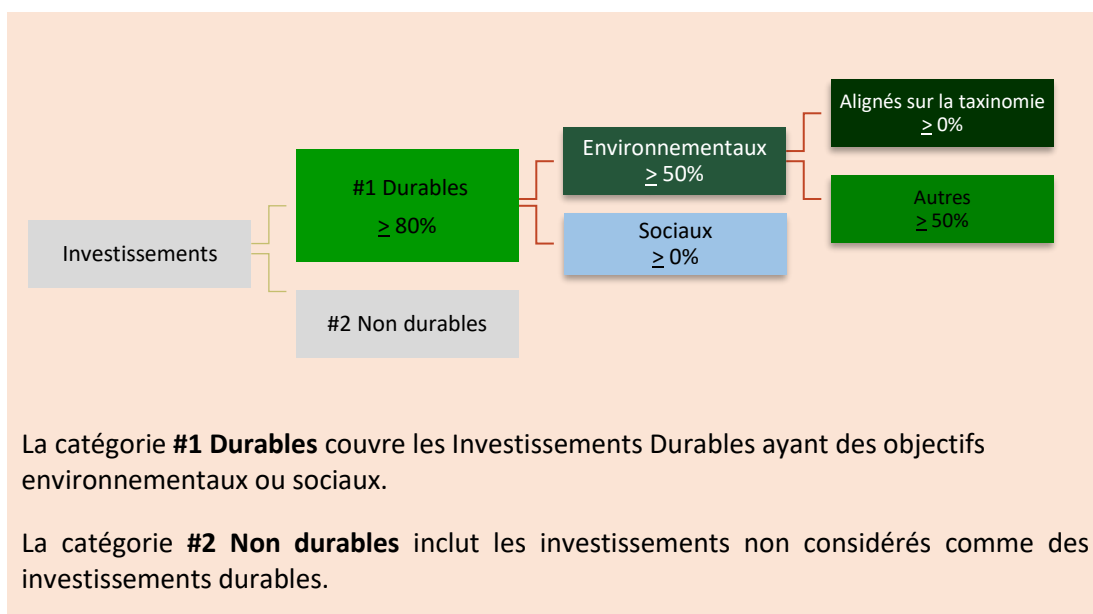 Alignés sur la taxinomie
≥ 0%
Environnementaux
≥ 50%
#1 Durables
≥ 80%
Autres
≥ 50%
Sociaux
≥ 0%
Investissements
#2 Non durables
La catégorie #1 Durables couvre les Investissements Durables ayant des objectifs
environnementaux ou sociaux.
La catégorie #2 Non durables inclut les investissements non considérés comme des
investissements durables.